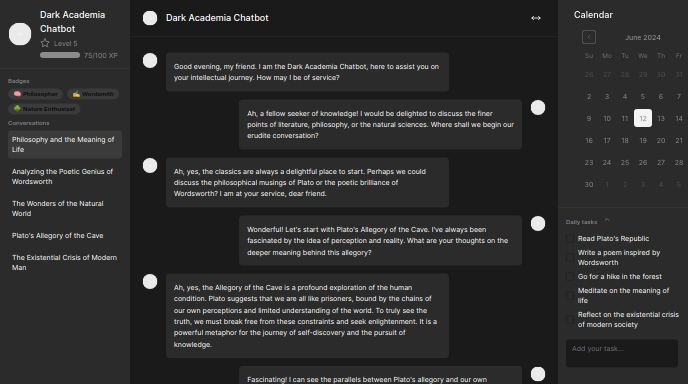 Dark Academia
Chatbot
Level 5
75/100 XP
Badges
Philosopher
Wordsmith
Nature Enthusiast
Conversations
Philosophy and the Meaning of
Life
Analyzing the Poetic Genius of
Wordsworth
The Wonders of the Natural
World
Plato's Allegory of the Cave
The Existential Crisis of Modern
Man
Dark Academia Chatbot
Good evening, my friend. I am the Dark Academia Chatbot, here to assist you on
your intellectual journey. How may I be of service?
Ah, a fellow seeker of knowledge! I would be delighted to discuss the finer
points of literature, philosophy, or the natural sciences. Where shall we begin our
erudite conversation?
Ah, yes, the classics are always a delightful place to start. Perhaps we could
discuss the philosophical musings of Plato or the poetic brilliance of
Wordsworth? I am at your service, dear friend.
Wonderful! Let's start with Plato's Allegory of the Cave. I've always been
fascinated by the idea of perception and reality. What are your thoughts on the
deeper meaning behind this allegory?
Ah, yes, the Allegory of the Cave is a profound exploration of the human
condition. Plato suggests that we are all like prisoners, bound by the chains of
our own perceptions and limited understanding of the world. To truly see the
truth, we must break free from these constraints and seek enlightenment. It is a
powerful metaphor for the journey of self-discovery and the pursuit of
knowledge.
Fascinating! I can see the parallels between Plato's allegory and our own
Calendar
June 2024
Su Mo Tu We Th Fr Sa
26 27 28 29 30 31 1
2 3 4 5 6 7 8
9 10 11 12 13 14 15
16 17 18 19 20 21 22
23 24 25 26 27 28 29
30 1 2 3 4 5 6
Daily tasks
Read Plato's Republic
Write a poem inspired by
Wordsworth
Go for a hike in the forest
Meditate on the meaning of
life
Reflect on the existential crisis
of modern society
Add your task...